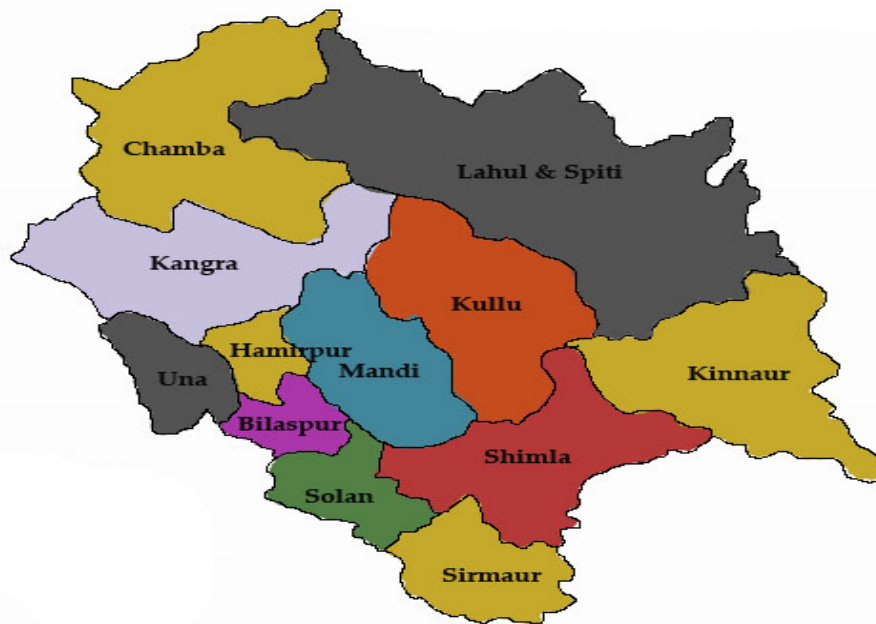 Chamba
Lahul & Spiti
Kangra
Kullu
Hamirpur
Mandi
Una
Kinnaur
Bilaspur
Shimla
Solan
Sirmaur